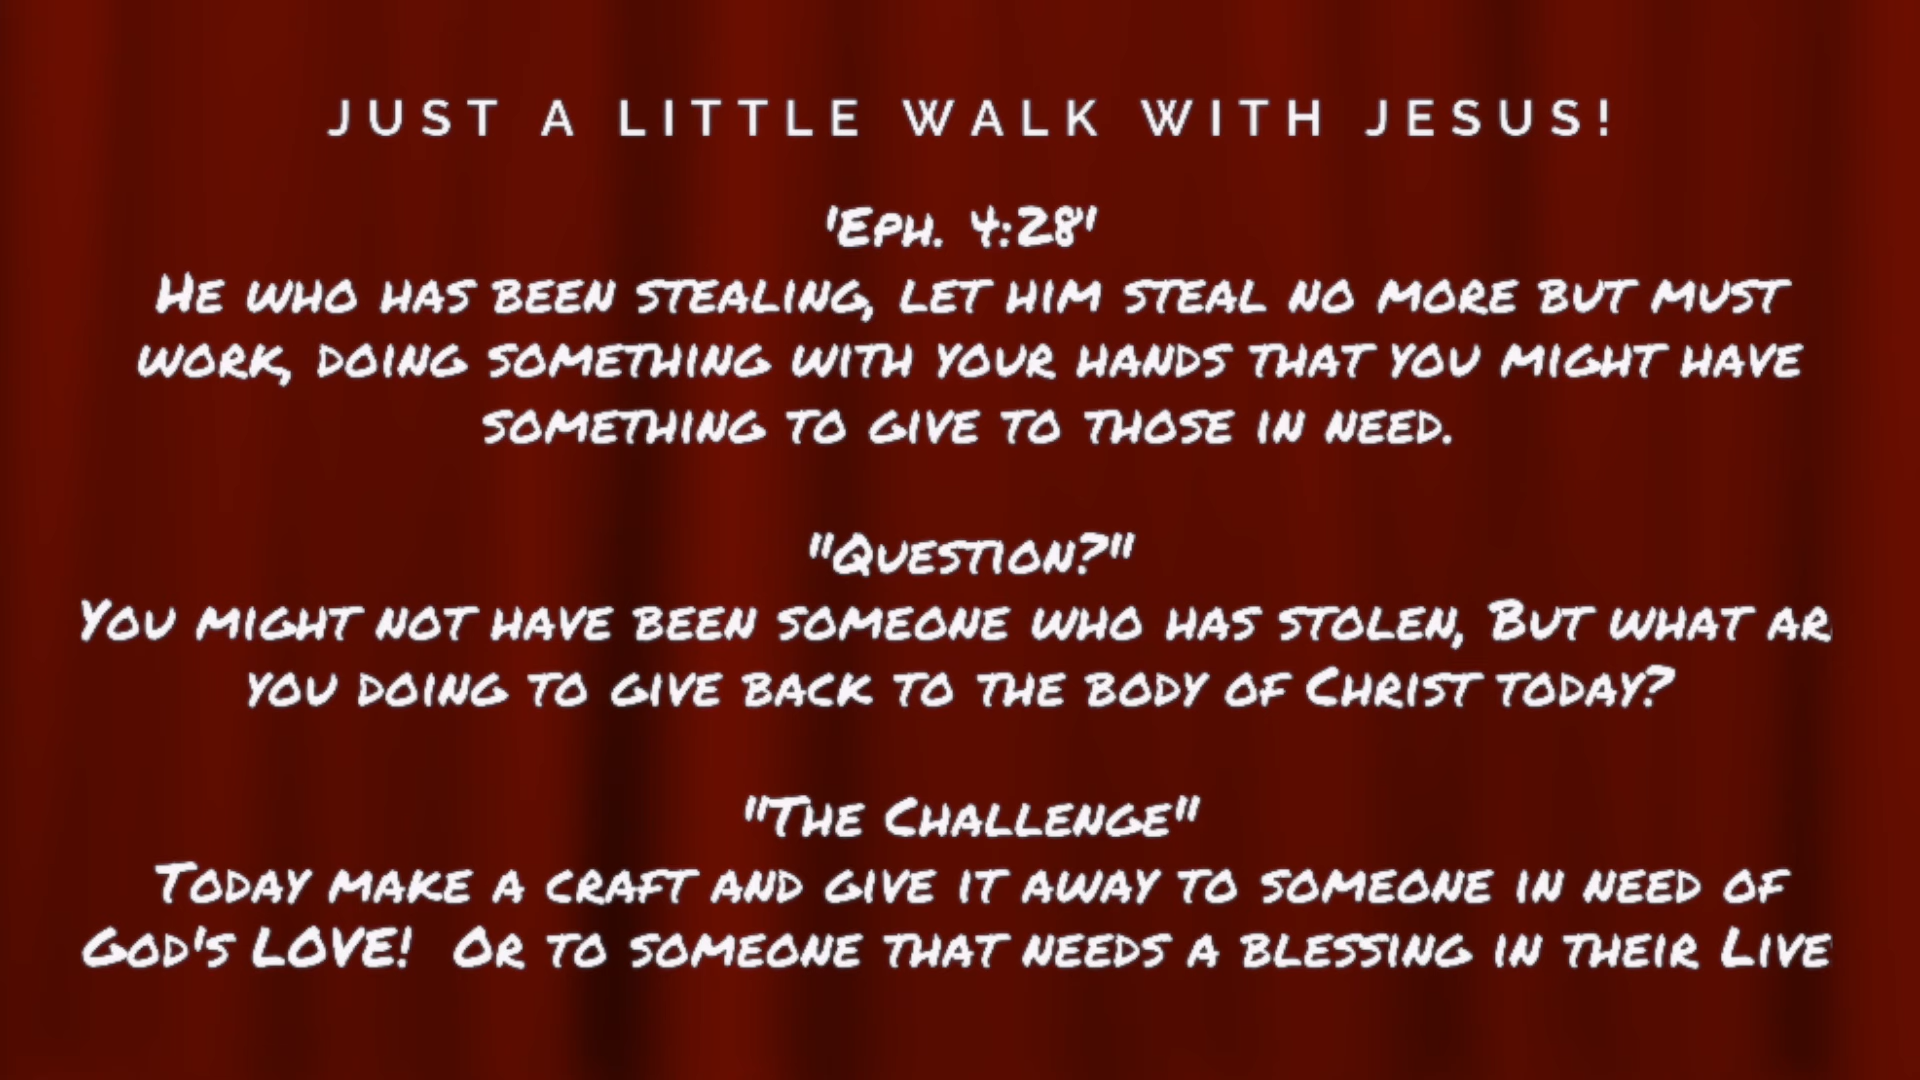 JUST A LITTLE WALK WITH JESUS!
'Eph. 4:28'
He who has been stealing, let him steal no more but must
work, doing something with your hands that you might have
something to give to those in need.
"Question?"
You might not have been someone who has stolen, But what ar
you doing to give back to the body of Christ today?
"The Challenge"
Today make a craft and give it away to someone in need of
God's LOVE! Or to someone that needs a blessing in their Live